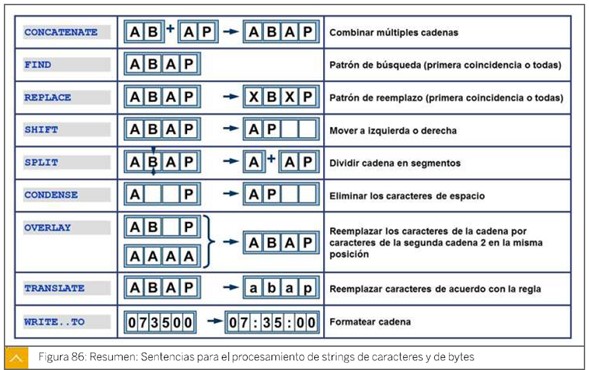 CONCATENATE AB + AP → ABAP Combinar múltiples cadenas
FIND ABAP Patrón de búsqueda (primera coincidencia o todas)
REPLACE ABAP → XBXP Patrón de reemplazo (primera coincidencia o todas)
SHIFT ABAP → AP Mover a izquierda o derecha
SPLIT ABAP → A + AP Dividir cadena en segmentos
CONDENSE A P → AP Eliminar los caracteres de espacio
OVERLAY AB P
AAAA → ABAP
Reemplazar los caracteres de la cadena por
caracteres de la segunda cadena 2 en la misma
posición
TRANSLATE ABAP → abap Reemplazar caracteres de acuerdo con la regla
WRITE..TO 073500 → 07:35:00 Formatear cadena
Figura 86: Resumen: Sentencias para el procesamiento de strings de caracteres y de bytes